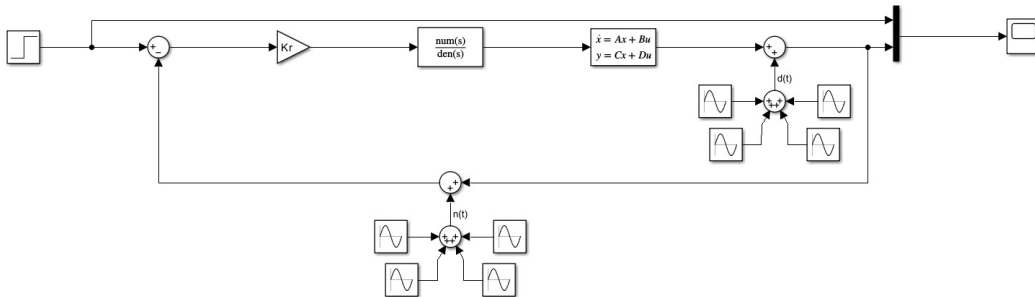 Kr
num(s)
den(s)
ẋ = Ax + Bu
y = Cx + Du
d(t)
n(t)